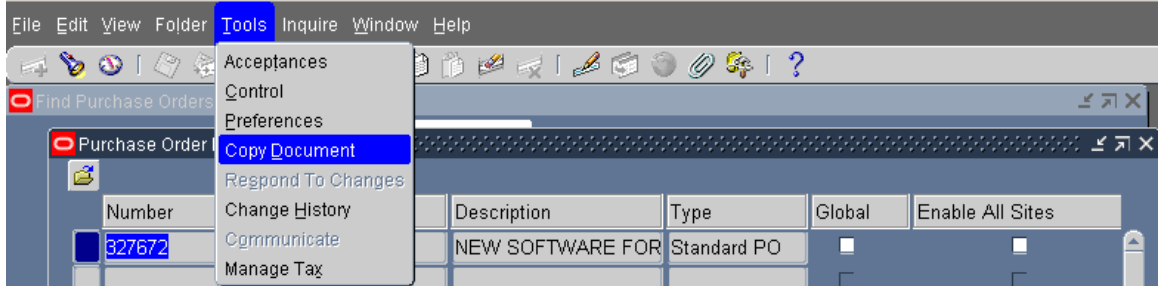 File Edit View Folder Tools Inquire Window Help
Acceptances
Find Purchase Orders
Control
Preferences
Purchase Order
Copy Document
Respond To Changes
Number
Change History
Description
Type
Global
Enable All Sites
327672
Communicate
NEW SOFTWARE FOR
Standard PO
Manage Tax